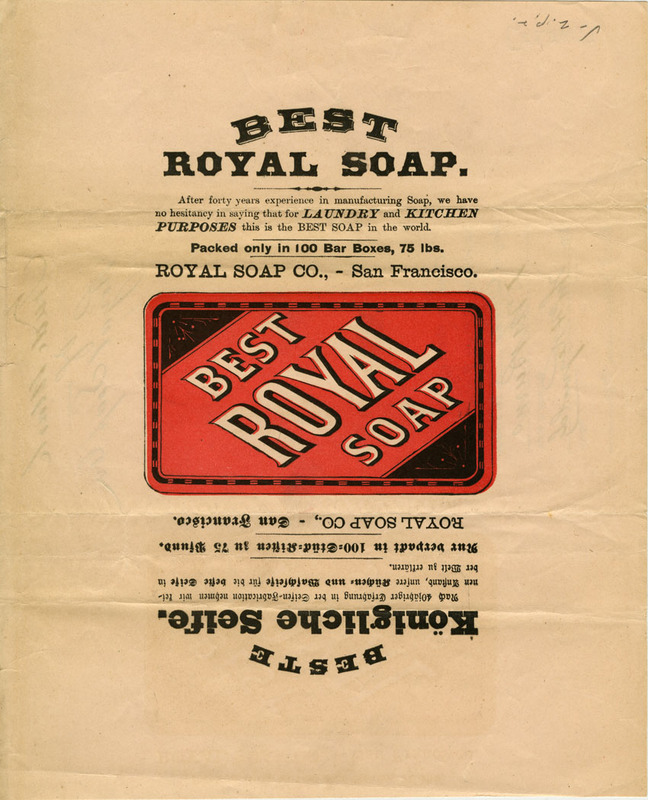 BEST
ROYAL SOAP.
After forty years experience in manufacturing Soap, we have
no hesitancy in saying that for LAUNDRY and KITCHEN
PURPOSES this is the BEST SOAP in the world.
Packed only in 100 Bar Boxes, 75 lbs.
ROYAL SOAP CO., - San Francisco.
BEST
ROYAL
SOAP
BESTE
Königliche Seife.
Nach 40jähriger Erfahrung in der Seifen-Fabrication nehmen wir kei-
nen Anstand, unsere Küchen- und Waschseife für die beste Seife in
der Welt zu erklären.
Nur verpackt in 100-Stück-Kisten zu 75 Pfund.
ROYAL SOAP CO., - San Francisco.